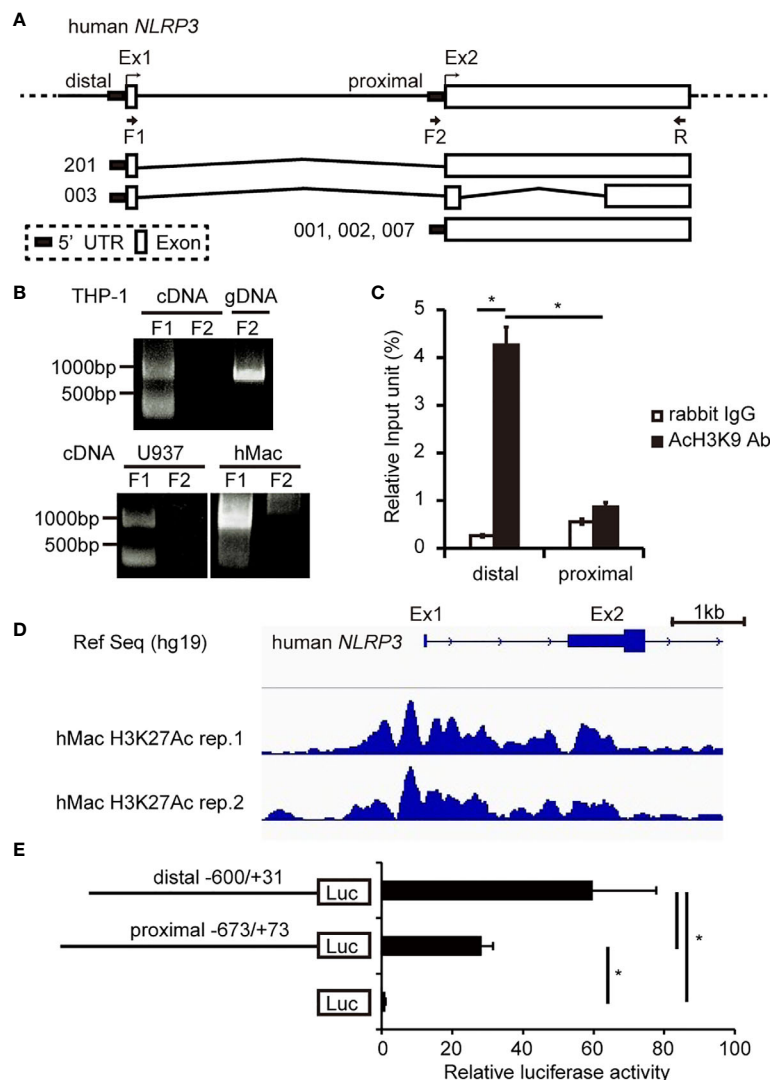 A
human NLRP3
Ex1
Ex2
distal
proximal
F1
F2
R
201
003
001, 002, 007
5' UTR
Exon
B
THP-1
cDNA
gDNA
F1
F2
F2
1000bp
500bp
cDNA
U937
hMac
F1
F2
F1
F2
1000bp
500bp
C
Relative Input unit (%)
5
4
3
2
1
0
*
*
distal
proximal
rabbit IgG
AcH3K9 Ab
D
Ref Seq (hg19)
human NLRP3
Ex1
Ex2
1kb
hMac H3K27Ac rep.1
hMac H3K27Ac rep.2
E
distal -600/+31
Luc
proximal -673/+73
Luc
Luc
*
*
0
20
40
60
80
100
Relative luciferase activity